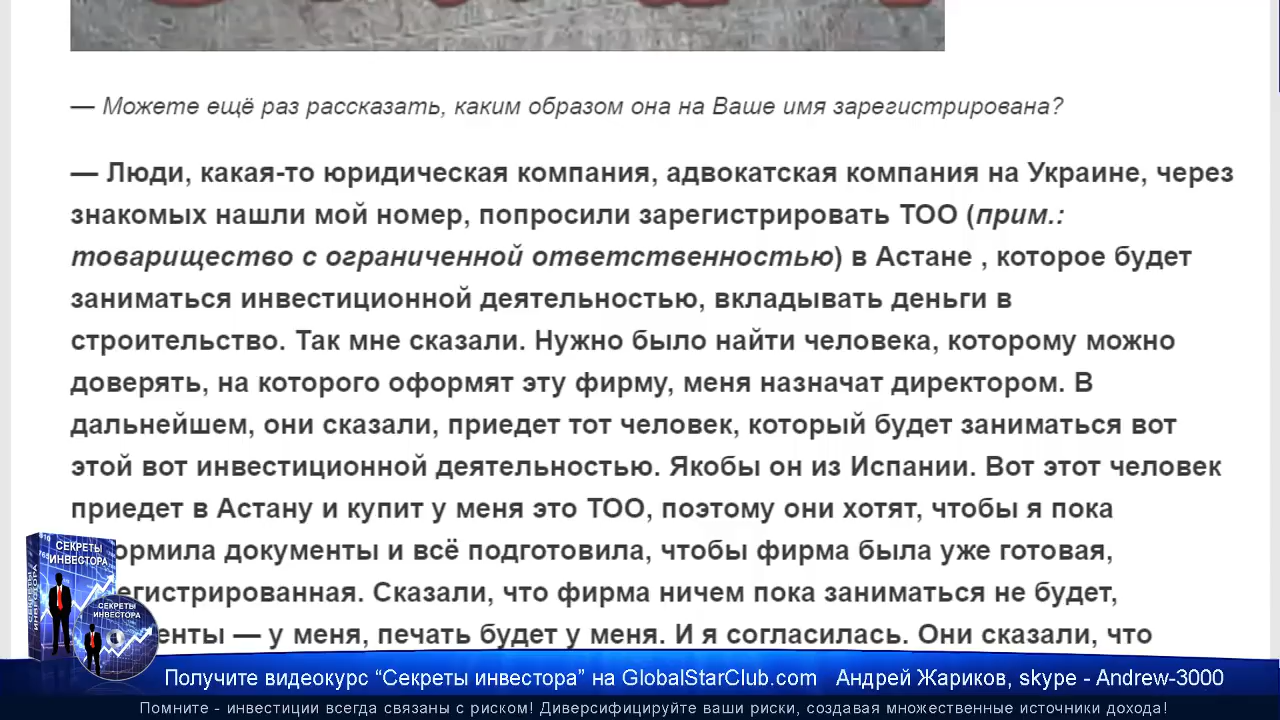 — Можете ещё раз рассказать, каким образом она на Ваше имя зарегистрирована?
— Люди, какая-то юридическая компания, адвокатская компания на Украине, через
знакомых нашли мой номер, попросили зарегистрировать ТОО (прим.:
товарищество с ограниченной ответственностью) в Астане , которое будет
заниматься инвестиционной деятельностью, вкладывать деньги в
строительство. Так мне сказали. Нужно было найти человека, которому можно
доверять, на которого оформят эту фирму, меня назначат директором. В
дальнейшем, они сказали, приедет тот человек, который будет заниматься вот
этой вот инвестиционной деятельностью. Якобы он из Испании. Вот этот человек
приедет в Астану и купит у меня это ТОО, поэтому они хотят, чтобы я пока
ормила документы и всё подготовила, чтобы фирма была уже готовая,
егистрированная. Сказали, что фирма ничем пока заниматься не будет,
енты — у меня, печать будет у меня. И я согласилась. Они сказали, что
СЕКРЕТЫ
ИНВЕСТОРА
СЕКРЕТЫ
ИНВЕСТОРА
СЕКРЕТЫ
ИНВЕСТОРА
Получите видеокурс “Секреты инвестора” на GlobalStarClub.com Андрей Жариков, skype - Andrew-3000
Помните - инвестиции всегда связаны с риском! Диверсифицируйте ваши риски, создавая множественные источники дохода!